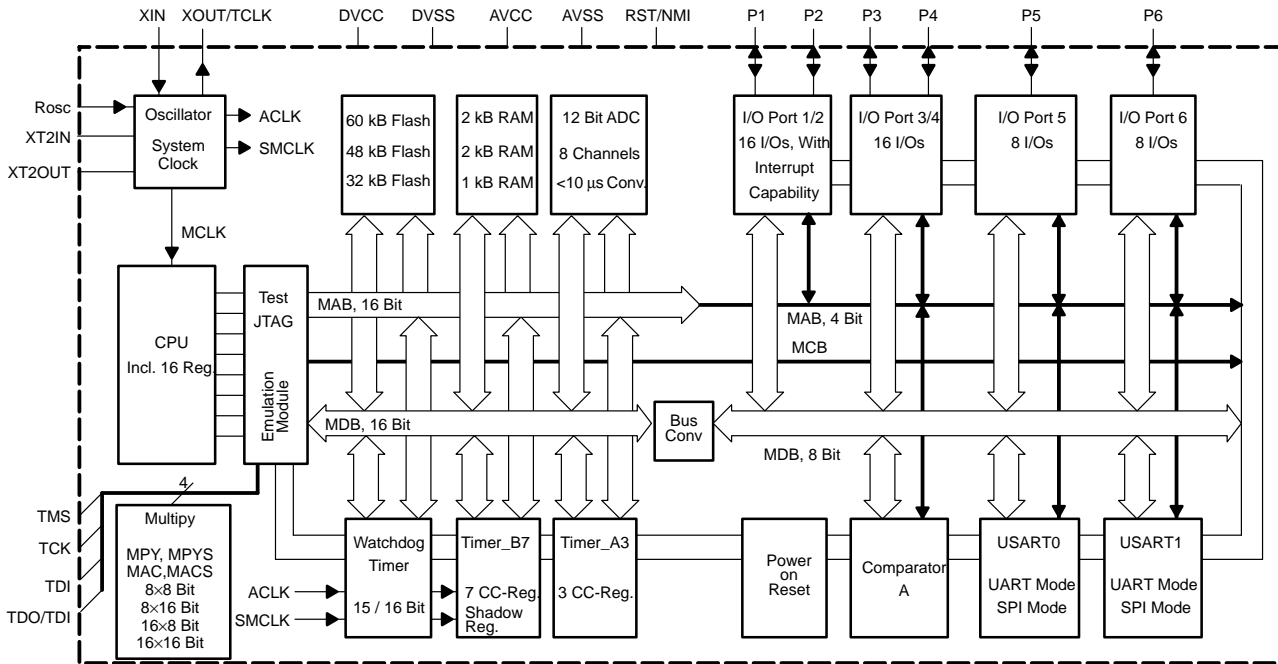 XIN
XOUT/TCLK
DVCC
DVSS
AVCC
AVSS
RST/NMI
P1
P2
P3
P4
P5
P6
Rosc
XT2IN
XT2OUT
Oscillator
System
Clock
ACLK
SMCLK
MCLK
60 kB Flash
48 kB Flash
32 kB Flash
2 kB RAM
2 kB RAM
1 kB RAM
12 Bit ADC
8 Channels
<10 µs Conv.
I/O Port 1/2
16 I/Os, With
Interrupt
Capability
I/O Port 3/4
16 I/Os
I/O Port 5
8 I/Os
I/O Port 6
8 I/Os
CPU
Incl. 16 Reg.
Test
JTAG
Emulation
Module
MAB, 16 Bit
MAB, 4 Bit
MCB
MDB, 16 Bit
Bus
Conv
MDB, 8 Bit
4
TMS
TCK
TDI
TDO/TDI
Multipy
MPY, MPYS
MAC,MACS
8×8 Bit
8×16 Bit
16×8 Bit
16×16 Bit
ACLK
SMCLK
Watchdog
Timer
15 / 16 Bit
Timer_B7
7 CC-Reg.
Shadow
Reg.
Timer_A3
3 CC-Reg.
Power
on
Reset
Comparator
A
USART0
UART Mode
SPI Mode
USART1
UART Mode
SPI Mode